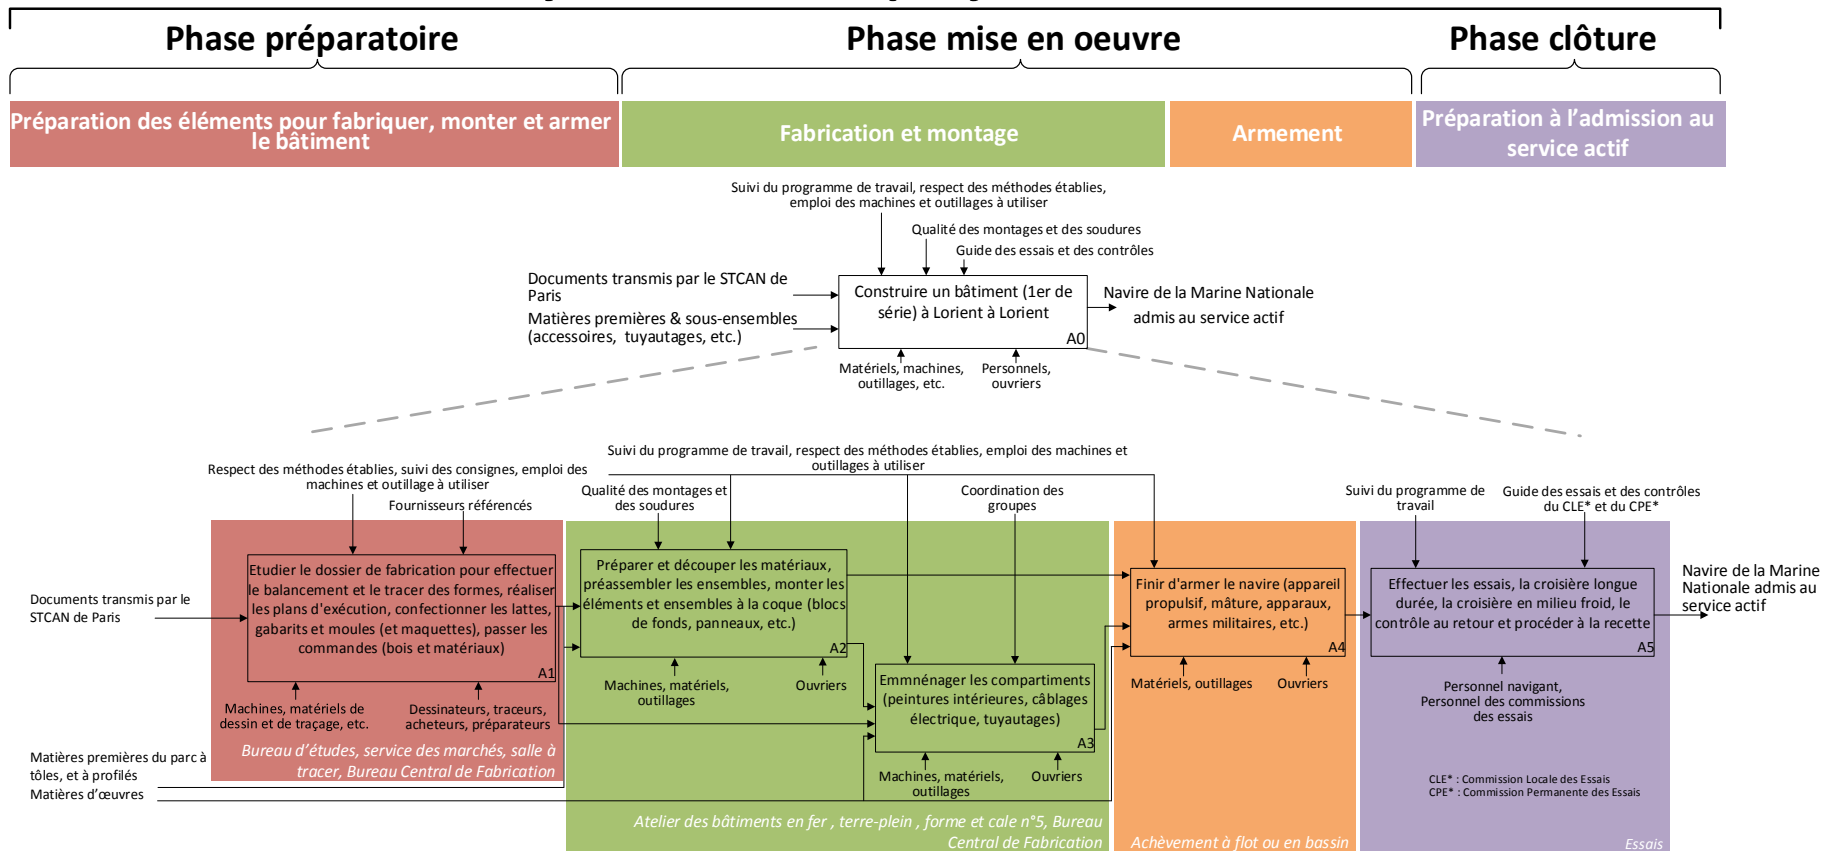 Phase préparatoire
Phase mise en oeuvre
Phase clôture
Préparation des éléments pour fabriquer, monter et armer
le bâtiment
Fabrication et montage
Armement
Préparation à l’admission au
service actif
Suivi du programme de travail, respect des méthodes établies,
emploi des machines et outillages à utiliser
Qualité des montages et des soudures
Guide des essais et des contrôles
Documents transmis par le STCAN de
Paris
Matières premières & sous-ensembles
(accessoires, tuyautages, etc.)
Construire un bâtiment (1er de
série) à Lorient à Lorient
A0
Navire de la Marine Nationale
admis au service actif
Matériels, machines,
outillages, etc.
Personnels,
ouvriers
Respect des méthodes établies, suivi des consignes, emploi des
machines et outillage à utiliser
Fournisseurs référencés
Suivi du programme de travail, respect des méthodes établies, emploi des machines et
outillages à utiliser
Qualité des montages et
des soudures
Coordination des
groupes
Suivi du programme de
travail
Guide des essais et des contrôles
du CLE* et du CPE*
Documents transmis par le
STCAN de Paris
Etudier le dossier de fabrication pour effectuer
le balancement et le tracer des formes, réaliser
les plans d'exécution, confectionner les lattes,
gabarits et moules (et maquettes), passer les
commandes (bois et matériaux)
A1
Machines, matériels de
dessin et de traçage, etc.
Dessinateurs, traceurs,
acheteurs, préparateurs
Bureau d’études, service des marchés, salle à
tracer, Bureau Central de Fabrication
Préparer et découper les matériaux,
préassembler les ensembles, monter les
éléments et ensembles à la coque (blocs
de fonds, panneaux, etc.)
A2
Machines, matériels,
outillages
Ouvriers
Emmnénager les compartiments
(peintures intérieures, câblages
électrique, tuyautages)
A3
Machines, matériels,
outillages
Ouvriers
Atelier des bâtiments en fer , terre-plein , forme et cale n°5, Bureau
Central de Fabrication
Finir d'armer le navire (appareil
propulsif, mâture, apparaux,
armes militaires, etc.)
A4
Matériels, outillages
Ouvriers
Achèvement à flot ou en bassin
Effectuer les essais, la croisière longue
durée, la croisière en milieu froid, le
contrôle au retour et procéder à la recette
A5
Personnel navigant,
Personnel des commissions
des essais
Navire de la Marine
Nationale admis au
service actif
CLE* : Commission Locale des Essais
CPE* : Commission Permanente des Essais
Essais
Matières premières du parc à
tôles, et à profilés
Matières d’œuvres